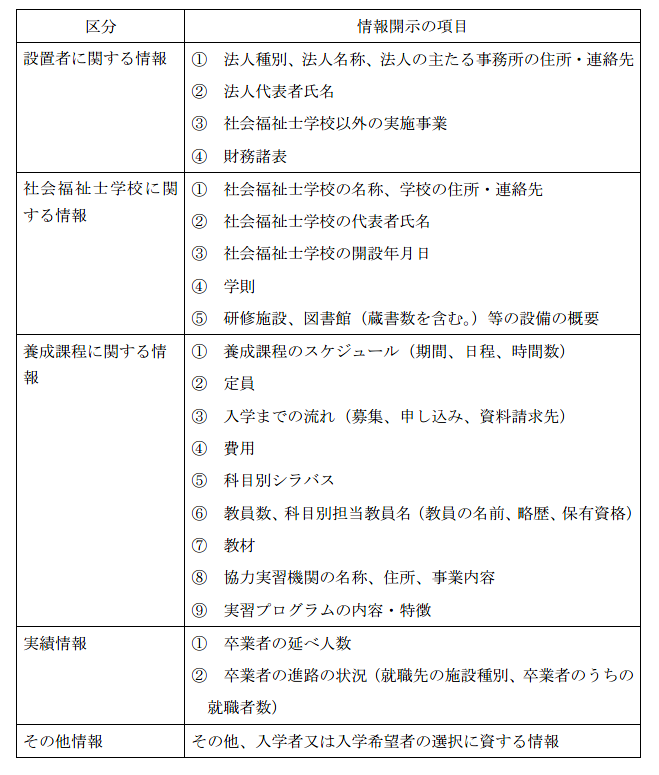 区分 情報開示の項目
設置者に関する情報
① 法人種別、法人名称、法人の主たる事務所の住所・連絡先
② 法人代表者氏名
③ 社会福祉士学校以外の実施事業
④ 財務諸表
社会福祉士学校に関
する情報
① 社会福祉士学校の名称、学校の住所・連絡先
② 社会福祉士学校の代表者氏名
③ 社会福祉士学校の開設年月日
④ 学則
⑤ 研修施設、図書館（蔵書数を含む。）等の設備の概要
養成課程に関する情
報
① 養成課程のスケジュール（期間、日程、時間数）
② 定員
③ 入学までの流れ（募集、申し込み、資料請求先）
④ 費用
⑤ 科目別シラバス
⑥ 教員数、科目別担当教員名（教員の名前、略歴、保有資格）
⑦ 教材
⑧ 協力実習機関の名称、住所、事業内容
⑨ 実習プログラムの内容・特徴
実績情報
① 卒業者の延べ人数
② 卒業者の進路の状況（就職先の施設種別、卒業者のうちの
就職者数）
その他情報
その他、入学者又は入学希望者の選択に資する情報